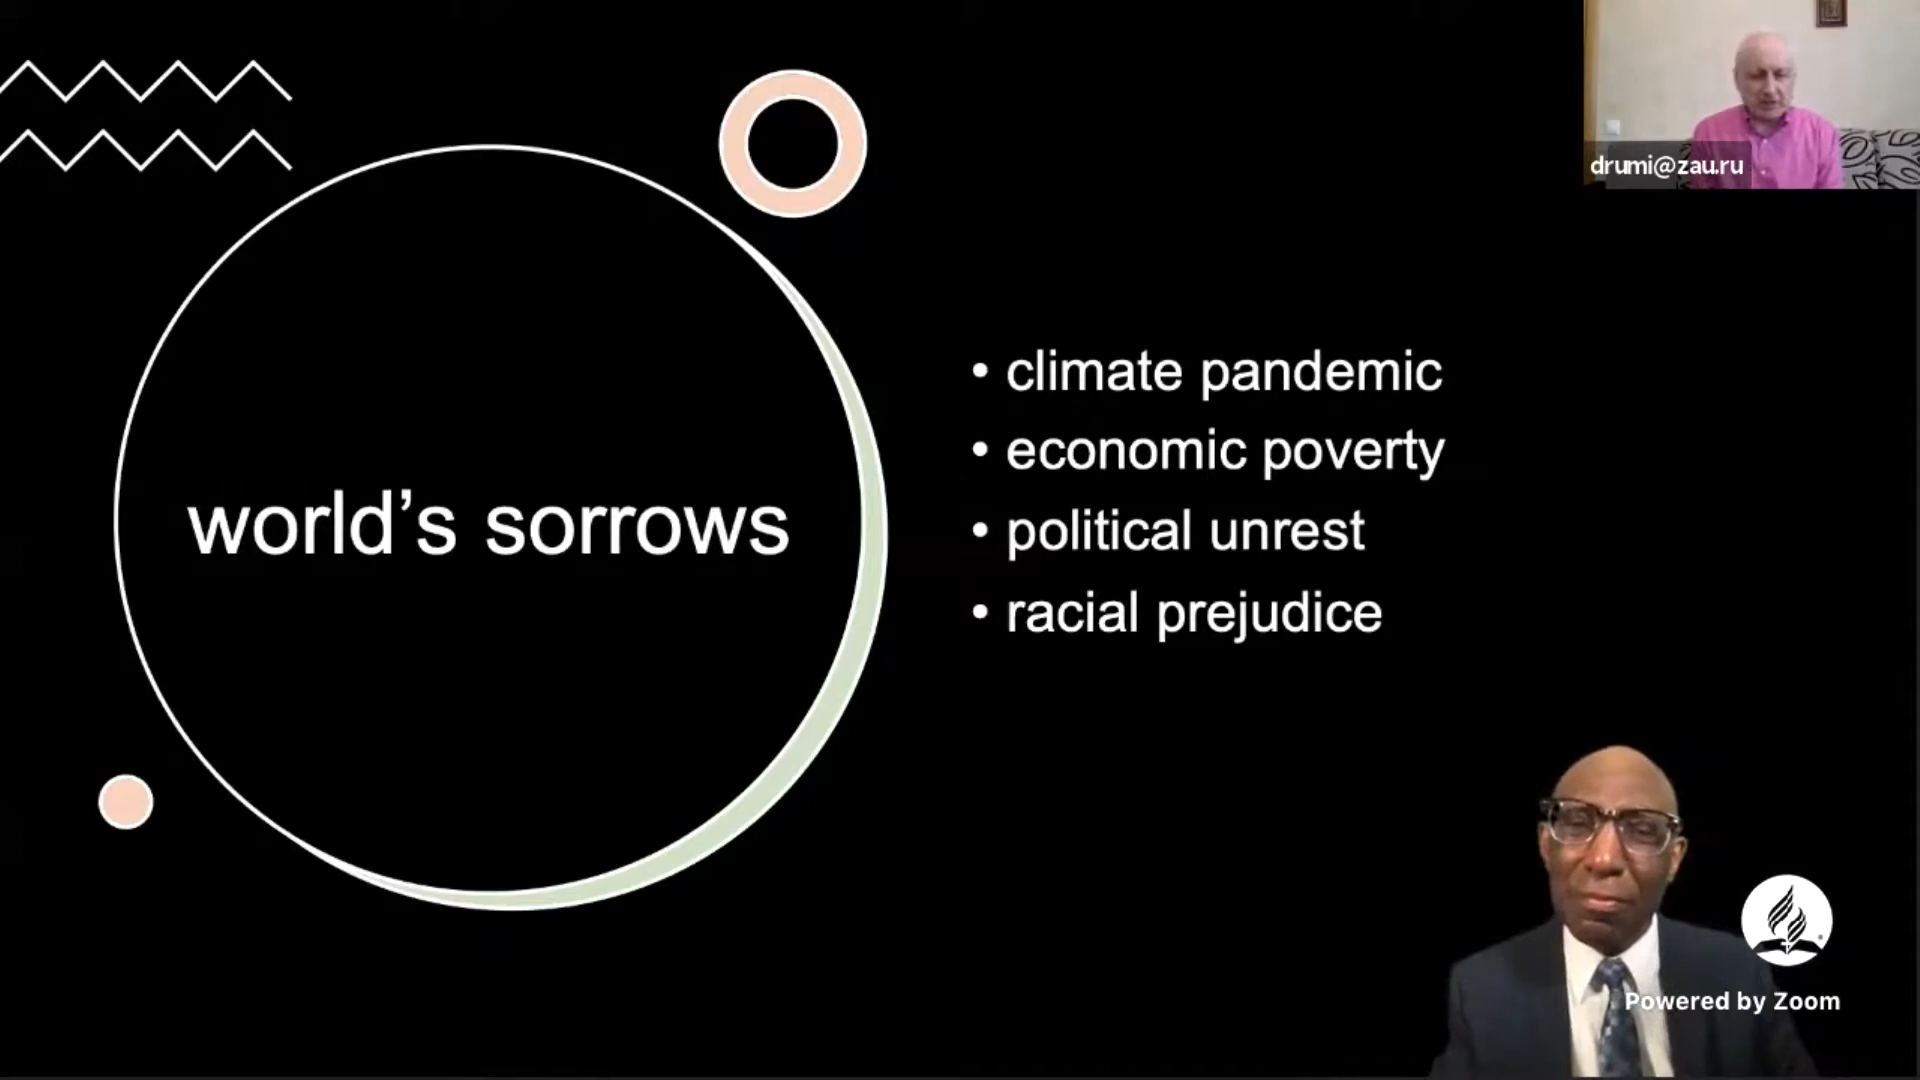 drumi@zau.ru
world’s sorrows
• climate pandemic
• economic poverty
• political unrest
• racial prejudice
Powered by Zoom